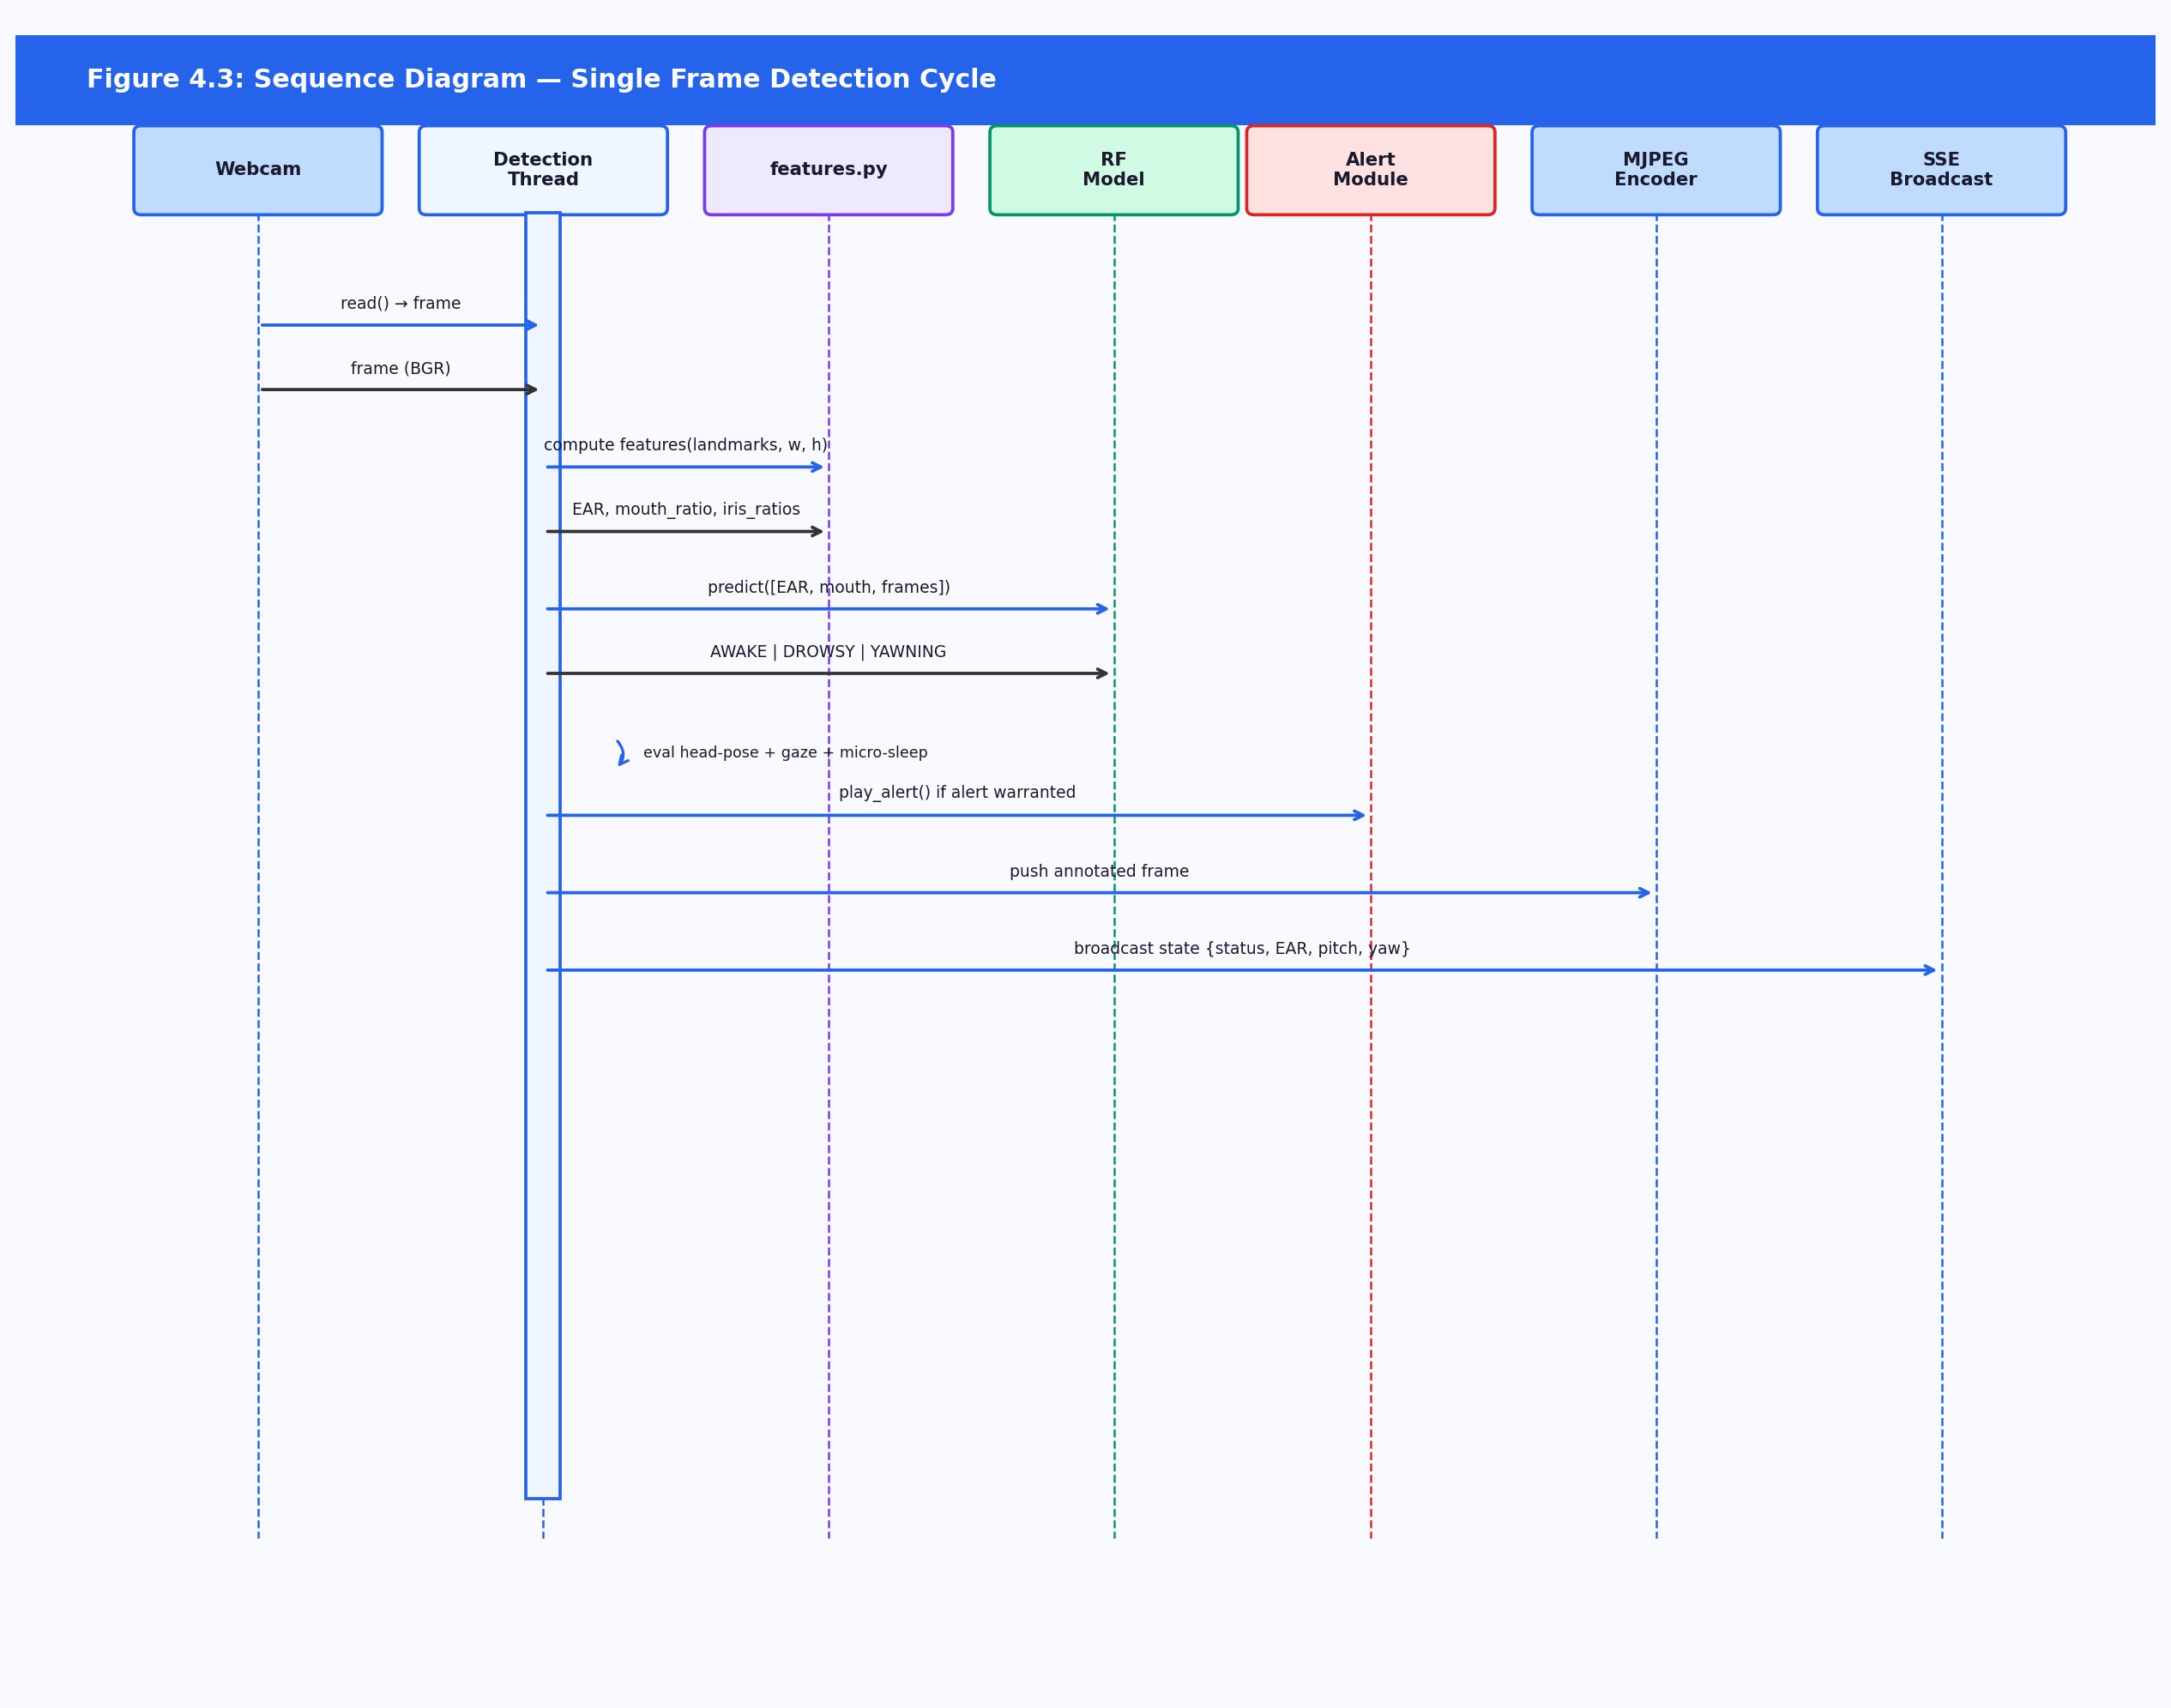 Figure 4.3: Sequence Diagram — Single Frame Detection Cycle
Webcam
Detection
Thread
features.py
RF
Model
Alert
Module
MJPEG
Encoder
SSE
Broadcast
read() → frame
frame (BGR)
compute features(landmarks, w, h)
EAR, mouth_ratio, iris_ratios
predict([EAR, mouth, frames])
AWAKE | DROWSY | YAWNING
eval head-pose + gaze + micro-sleep
play_alert() if alert warranted
push annotated frame
broadcast state {status, EAR, pitch, yaw}